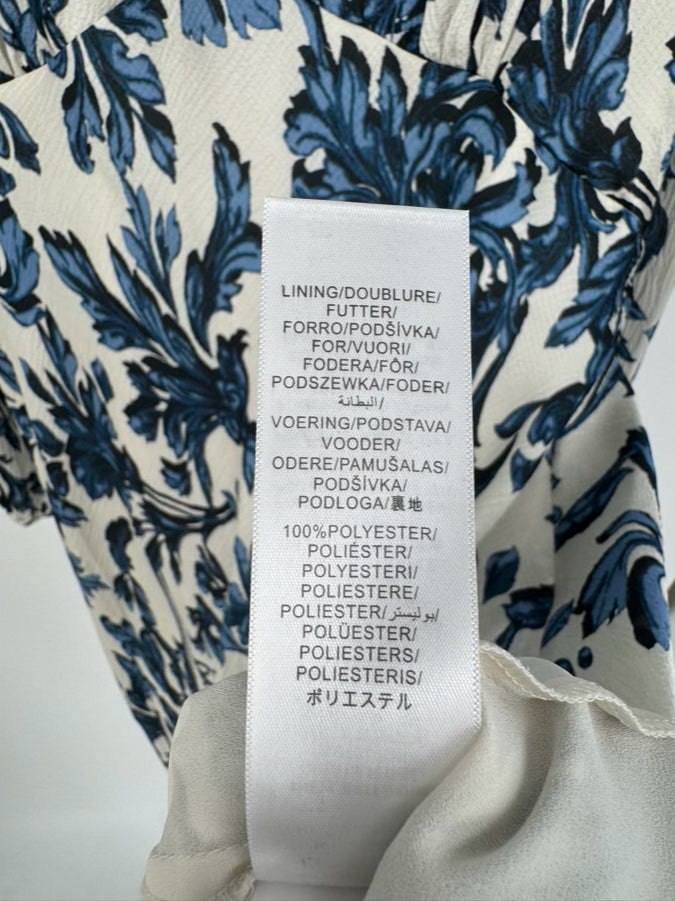 LINING/DOUBLURE/
FUTTER/
FORRO/PODŠÍVKA/
FOR/VUORI/
FODERA/FÔR/
PODSZEWKA/FODER/
البطانة/
VOERING/PODSTAVA/
VOODER/
ODERE/PAMUŠALAS/
PODŠÍVKA/
PODLOGA/裏地
100%POLYESTER/
POLIÉSTER/
POLYESTERI/
POLIESTERE/
POLIESTER/بوليستر/
POLÜESTER/
POLIESTERS/
POLIESTERIS/
ポリエステル